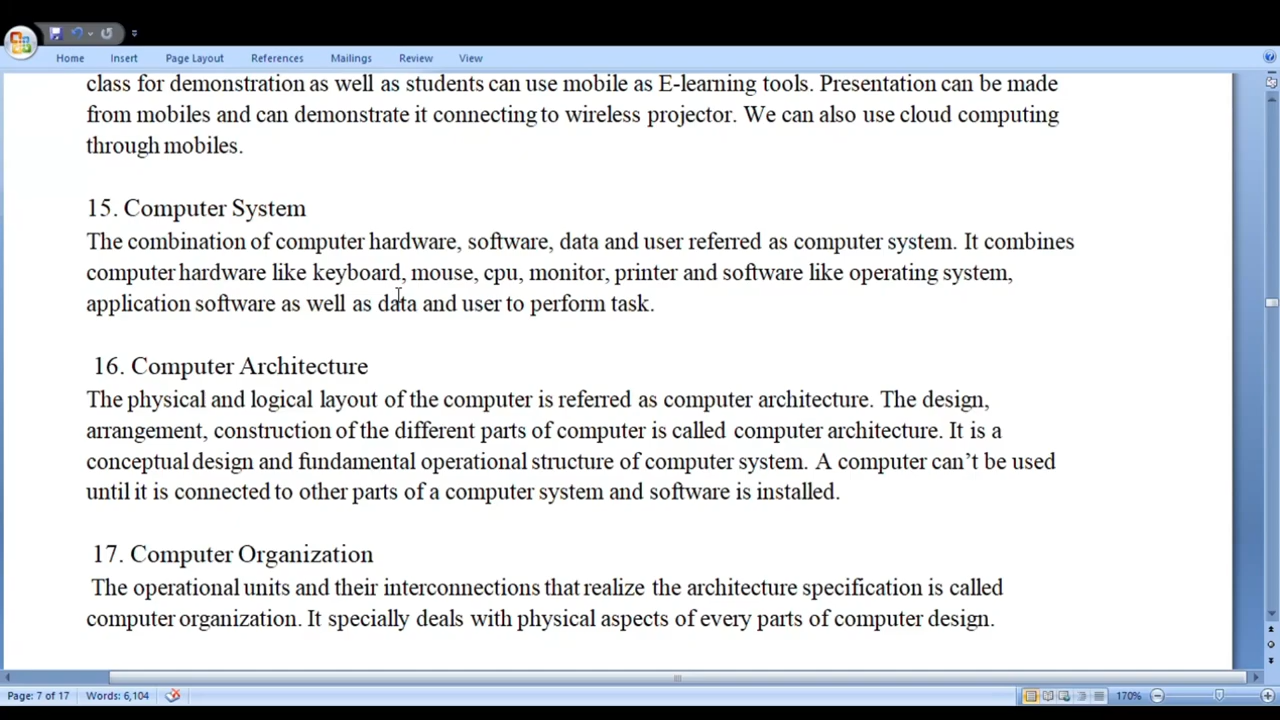 Home Insert Page Layout References Mailings Review View
class for demonstration as well as students can use mobile as E-learning tools. Presentation can be made
from mobiles and can demonstrate it connecting to wireless projector. We can also use cloud computing
through mobiles.
15. Computer System
The combination of computer hardware, software, data and user referred as computer system. It combines
computer hardware like keyboard, mouse, cpu, monitor, printer and software like operating system,
application software as well as data and user to perform task.
16. Computer Architecture
The physical and logical layout of the computer is referred as computer architecture. The design,
arrangement, construction of the different parts of computer is called computer architecture. It is a
conceptual design and fundamental operational structure of computer system. A computer can’t be used
until it is connected to other parts of a computer system and software is installed.
17. Computer Organization
The operational units and their interconnections that realize the architecture specification is called
computer organization. It specially deals with physical aspects of every parts of computer design.
Page: 7 of 17 Words: 6,104 170%